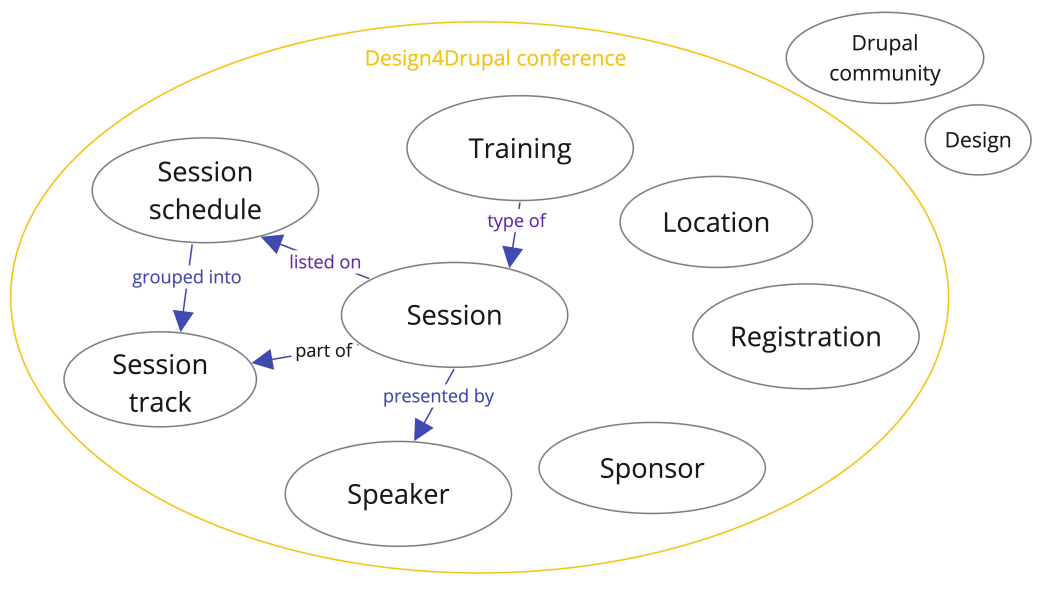 Design4Drupal conference
Drupal
community
Design
Training
Session
schedule
Location
type of
listed on
grouped into
Session
Registration
part of
Session
track
presented by
Speaker
Sponsor